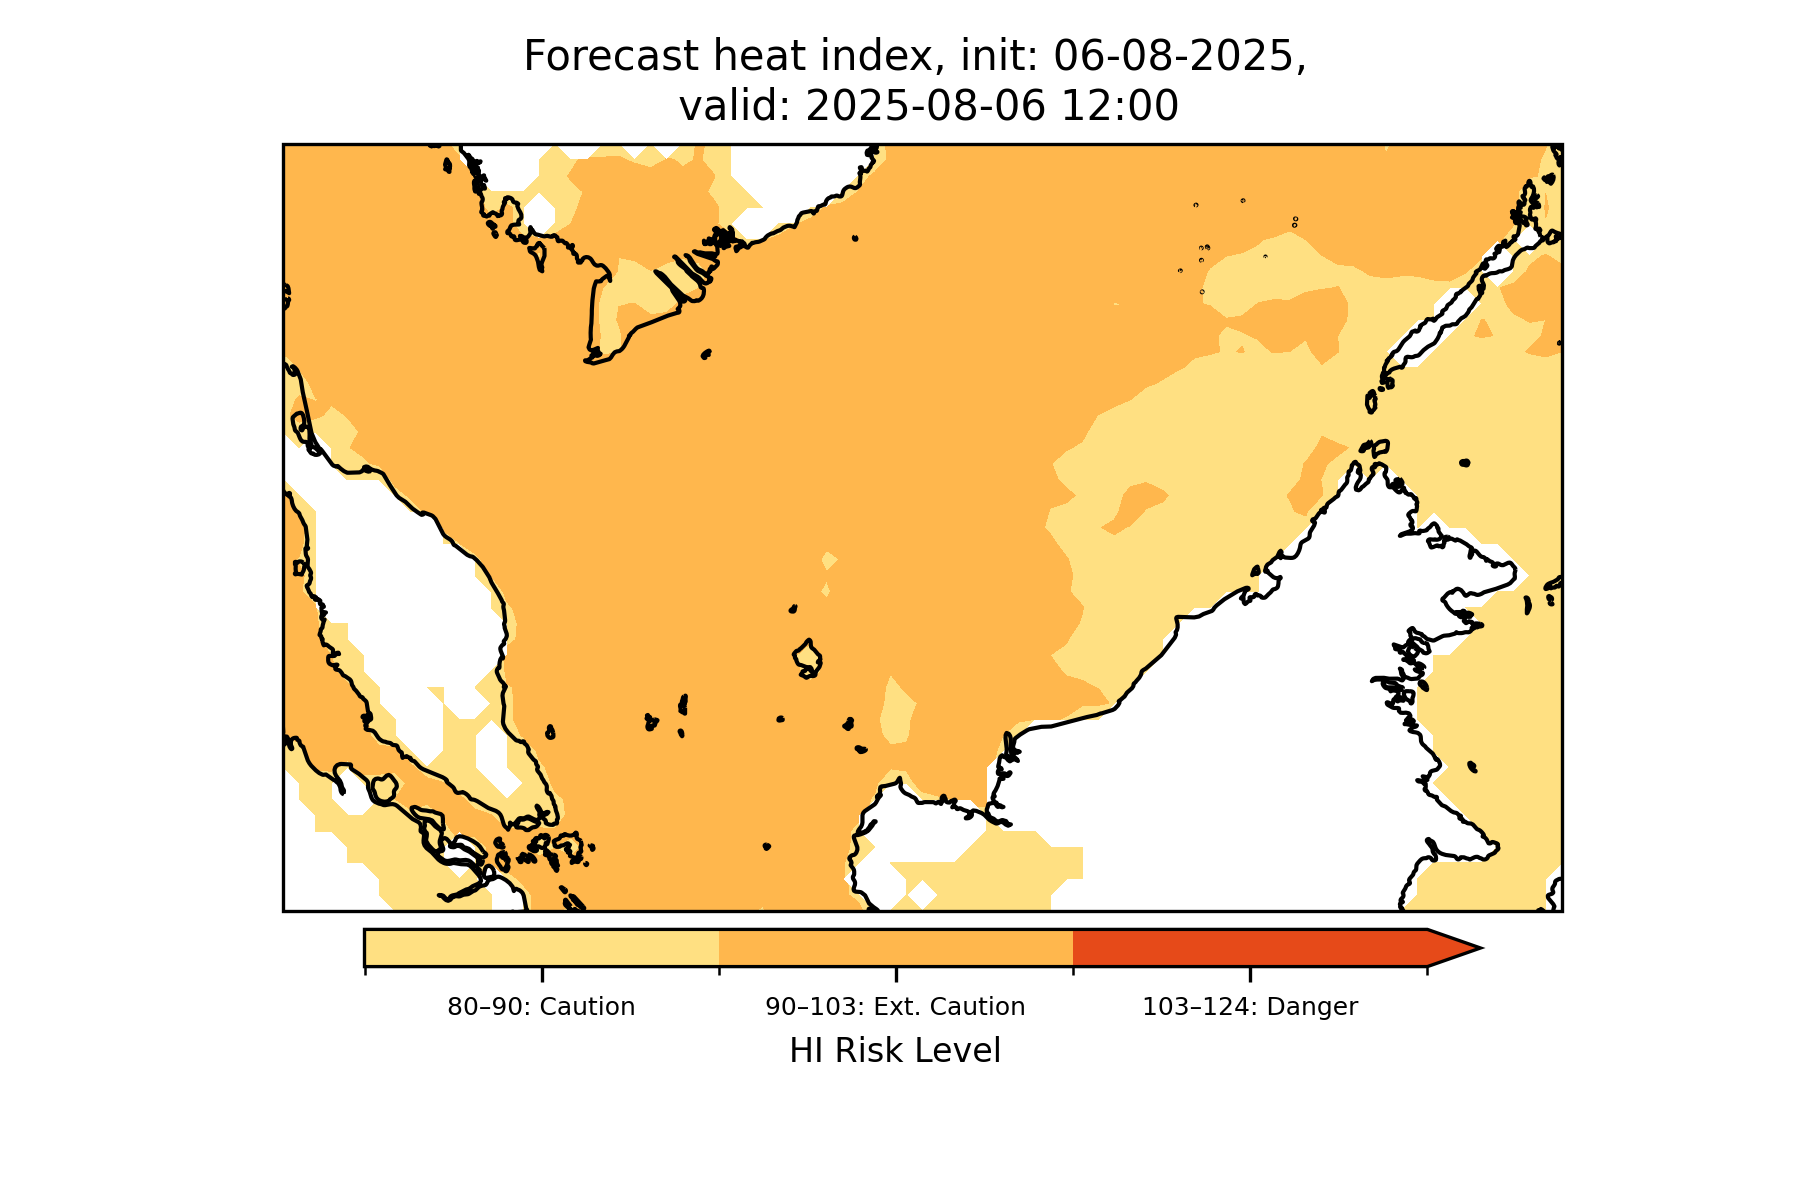 Forecast heat index, init: 06-08-2025,
valid: 2025-08-06 12:00
80–90: Caution
90–103: Ext. Caution
103–124: Danger
HI Risk Level